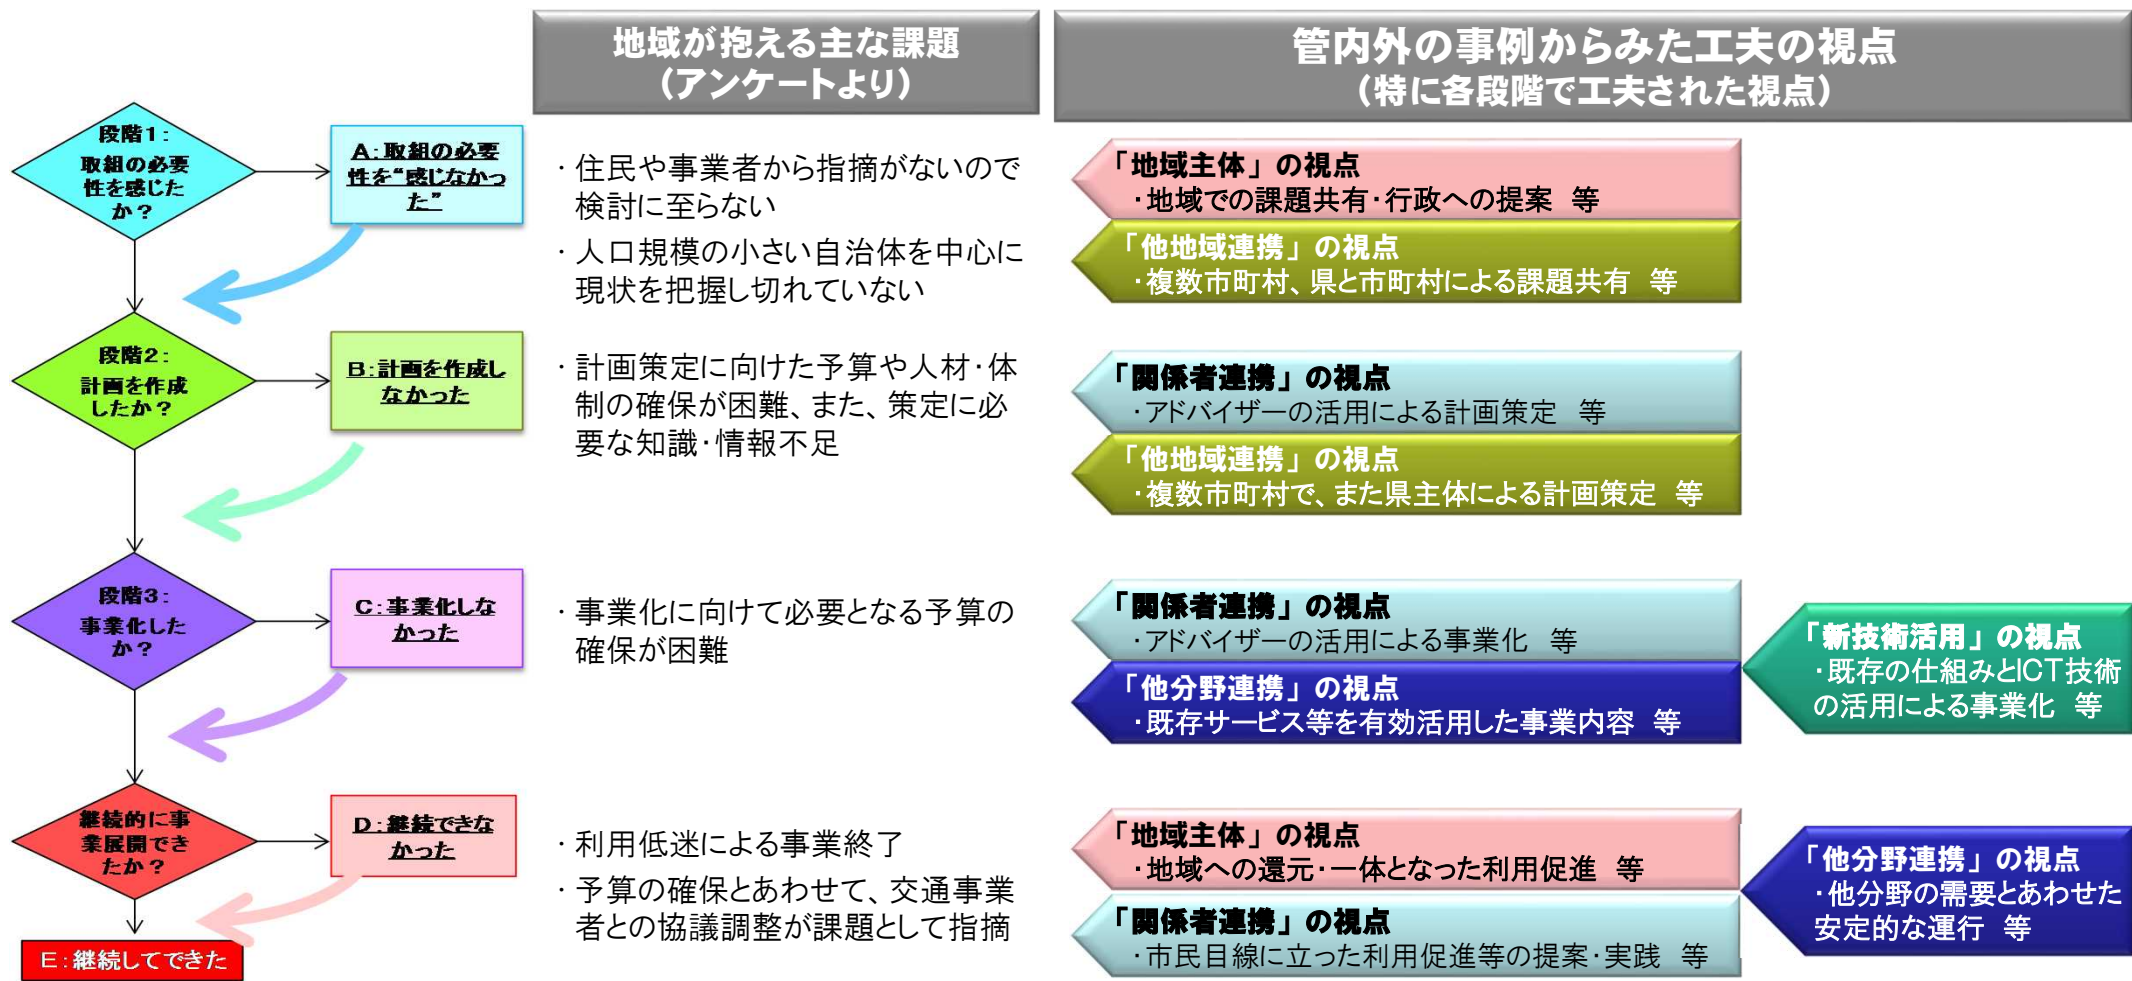 地域が抱える主な課題
(アンケートより)
管内外の事例からみた工夫の視点
(特に各段階で工夫された視点)
段階1:
取組の必要
性を感じた
か?
A:取組の必要
性を“感じなかっ
た”
・住民や事業者から指摘がないので
検討に至らない
・人口規模の小さい自治体を中心に
現状を把握し切れていない
「地域主体」の視点
・地域での課題共有・行政への提案 等
「他地域連携」の視点
・複数市町村、県と市町村による課題共有 等
段階2:
計画を作成
したか?
B:計画を作成し
なかった
・計画策定に向けた予算や人材・体
制の確保が困難、また、策定に必
要な知識・情報不足
「関係者連携」の視点
・アドバイザーの活用による計画策定 等
「他地域連携」の視点
・複数市町村で、また県主体による計画策定 等
段階3:
事業化した
か?
C:事業化しな
かった
・事業化に向けて必要となる予算の
確保が困難
「関係者連携」の視点
・アドバイザーの活用による事業化 等
「他分野連携」の視点
・既存サービス等を有効活用した事業内容 等
「新技術活用」の視点
・既存の仕組みとICT技術
の活用による事業化 等
継続的に事
業展開でき
たか?
D:継続できな
かった
・利用低迷による事業終了
・予算の確保とあわせて、交通事業
者との協議調整が課題として指摘
「地域主体」の視点
・地域への還元・一体となった利用促進 等
「関係者連携」の視点
・市民目線に立った利用促進等の提案・実践 等
「他分野連携」の視点
・他分野の需要とあわせた
安定的な運行 等
E:継続してできた